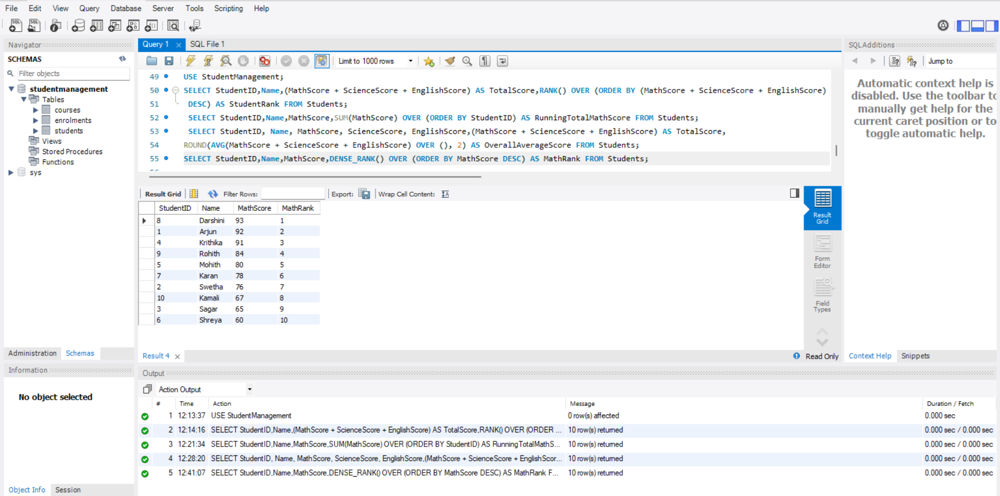 File Edit View Query Database Server Tools Scripting Help
Navigator
SCHEMAS
Filter objects
studentmanagement
Tables
courses
enrolments
students
Views
Stored Procedures
Functions
sys
Administration Schemas
Information
No object selected
Object Info Session
Query 1 SQL File 1
Limit to 1000 rows
49 USE StudentManagement;
50 SELECT StudentID,Name,(MathScore + ScienceScore + EnglishScore) AS TotalScore,RANK() OVER (ORDER BY (MathScore + ScienceScore + EnglishScore)
51 DESC) AS StudentRank FROM Students;
52 SELECT StudentID,Name,MathScore,SUM(MathScore) OVER (ORDER BY StudentID) AS RunningTotalMathScore FROM Students;
53 SELECT StudentID, Name, MathScore, ScienceScore, EnglishScore,(MathScore + ScienceScore + EnglishScore) AS TotalScore,
54 ROUND(AVG(MathScore + ScienceScore + EnglishScore) OVER (), 2) AS OverallAverageScore FROM Students;
55 SELECT StudentID,Name,MathScore,DENSE_RANK() OVER (ORDER BY MathScore DESC) AS MathRank FROM Students;
Result Grid Filter Rows: Export: Wrap Cell Content:
StudentID Name MathScore MathRank
8 Darshini 93 1
1 Arjun 92 2
4 Krithika 91 3
9 Rohith 84 4
5 Mohith 80 5
7 Karan 78 6
2 Swetha 76 7
10 Kamali 67 8
3 Sagar 65 9
6 Shreya 60 10
Result
Grid
Form
Editor
Field
Types
Result 4 Read Only
SQLAdditions
Jump to
Automatic context help is
disabled. Use the toolbar to
manually get help for the
current caret position or to
toggle automatic help.
Context Help Snippets
Output
Action Output
# Time Action Message Duration / Fetch
1 12:13:37 USE StudentManagement 0 row(s) affected 0.000 sec
2 12:14:16 SELECT StudentID,Name,(MathScore + ScienceScore + EnglishScore) AS TotalScore,RANK() OVER (ORDER ... 10 row(s) returned 0.000 sec / 0.000 sec
3 12:21:34 SELECT StudentID,Name,MathScore,SUM(MathScore) OVER (ORDER BY StudentID) AS RunningTotalMathS... 10 row(s) returned 0.000 sec / 0.000 sec
4 12:28:20 SELECT StudentID, Name, MathScore, ScienceScore, EnglishScore,(MathScore + ScienceScore + EnglishScor... 10 row(s) returned 0.000 sec / 0.000 sec
5 12:41:07 SELECT StudentID,Name,MathScore,DENSE_RANK() OVER (ORDER BY MathScore DESC) AS MathRank F... 10 row(s) returned 0.000 sec / 0.000 sec